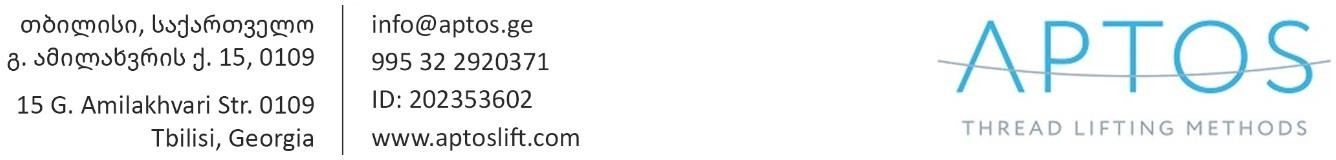 თბილისი, საქართველო
გ. ამილახვრის ქ. 15, 0109
15 G. Amilakhvari Str. 0109
Tbilisi, Georgia
info@aptos.ge
995 32 2920371
ID: 202353602
www.aptoslift.com
APTOS
THREAD LIFTING METHODS